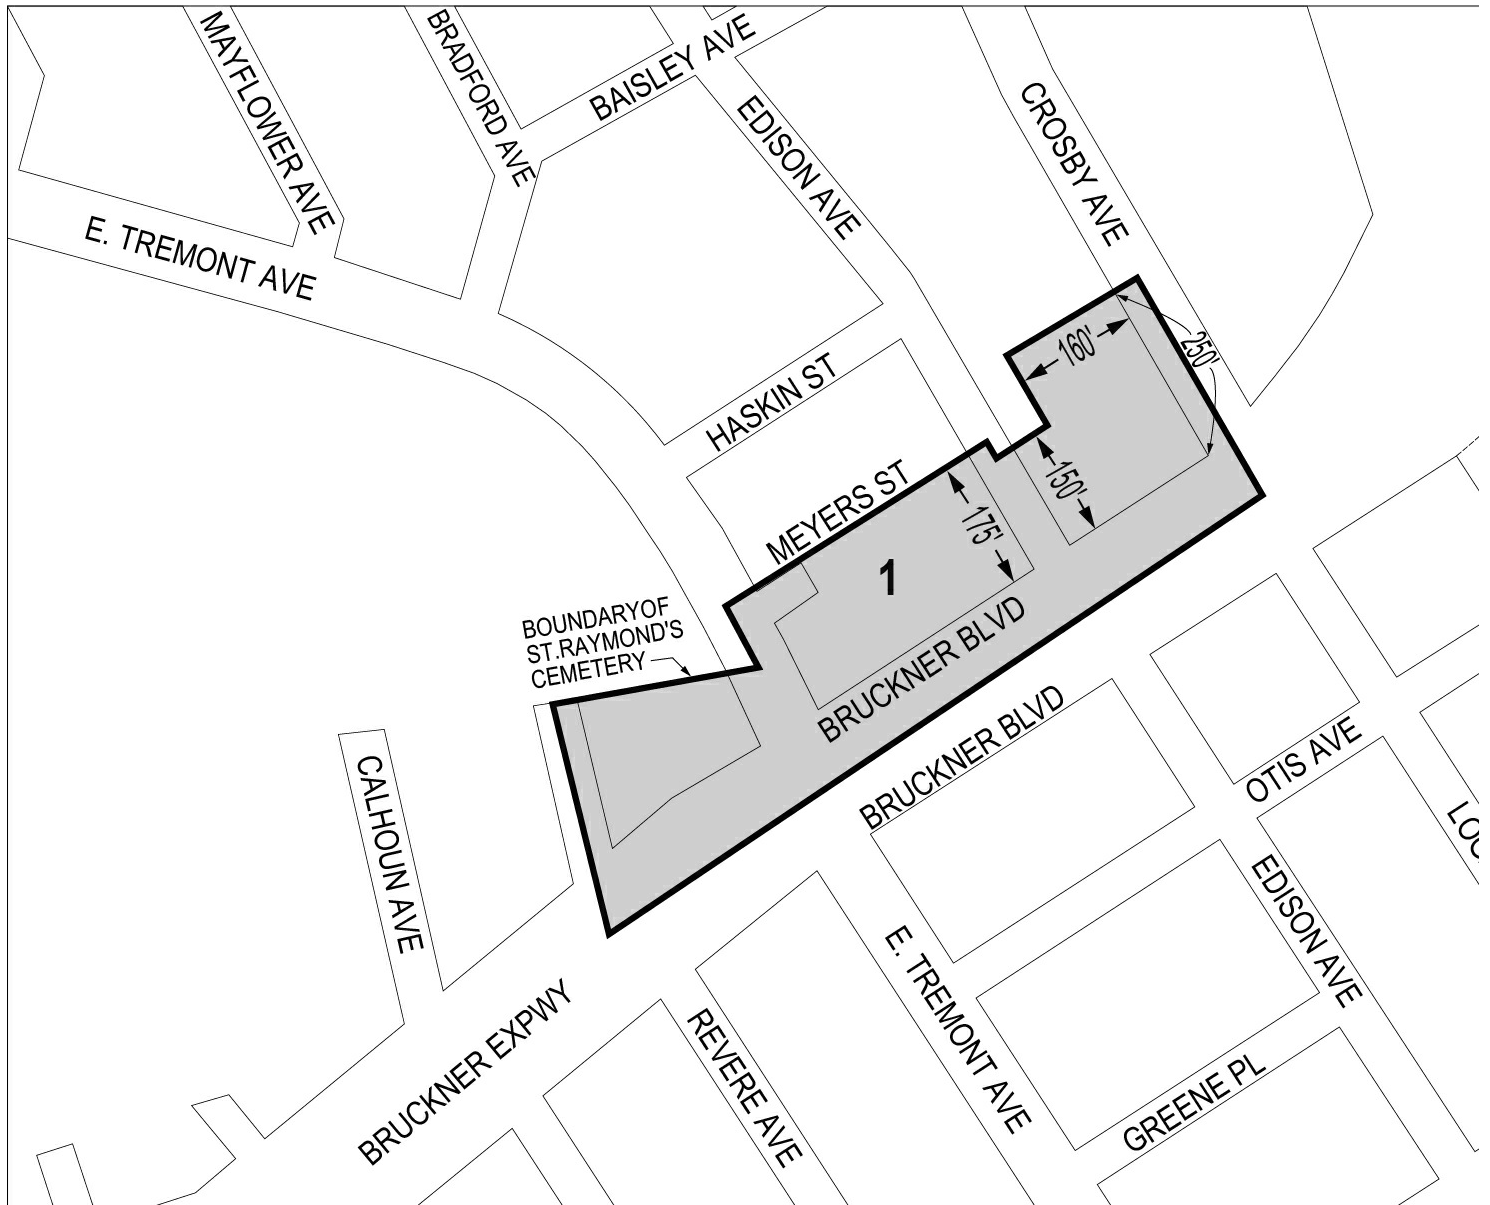 MAYFLOWER AVE
BRADFORD AVE
BAISLEY AVE
EDISON AVE
CROSBY AVE
E. TREMONT AVE
160'
250'
HASKIN ST
MEYERS ST
150'
175'
1
BOUNDARYOF
ST.RAYMOND'S
CEMETERY
BRUCKNER BLVD
BRUCKNER BLVD
OTIS AVE
CALHOUN AVE
LOC
EDISON AVE
E. TREMONT AVE
BRUCKNER EXPWY
REVERE AVE
GREENE PL